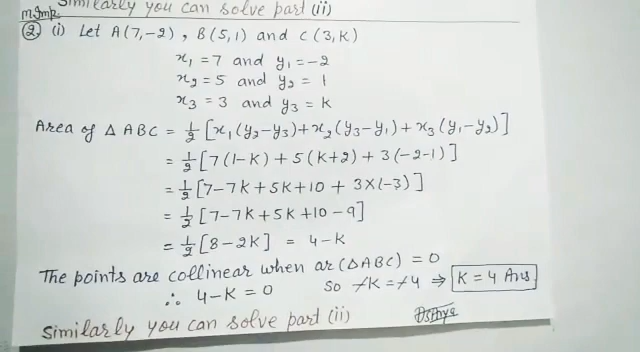 Similarly you can solve part (ii)
M.Imp.
② (i) Let A(7,-2), B(5,1) and C(3,K)
x₁ = 7 and y₁ = -2
x₂ = 5 and y₂ = 1
x₃ = 3 and y₃ = K
Area of △ ABC = 1/2 [x₁(y₂-y₃)+x₂(y₃-y₁)+x₃(y₁-y₂)]
= 1/2 [7(1-K) + 5(K+2) + 3(-2-1)]
= 1/2 [7-7K+5K+10 + 3×(-3)]
= 1/2 [7-7K+5K+10-9]
= 1/2 [8-2K] = 4-K
The points are collinear when ar(△ABC) = 0
∴ 4-K = 0 So -K = -4 ⇒ K = 4 Ans
Similarly you can solve part (ii)